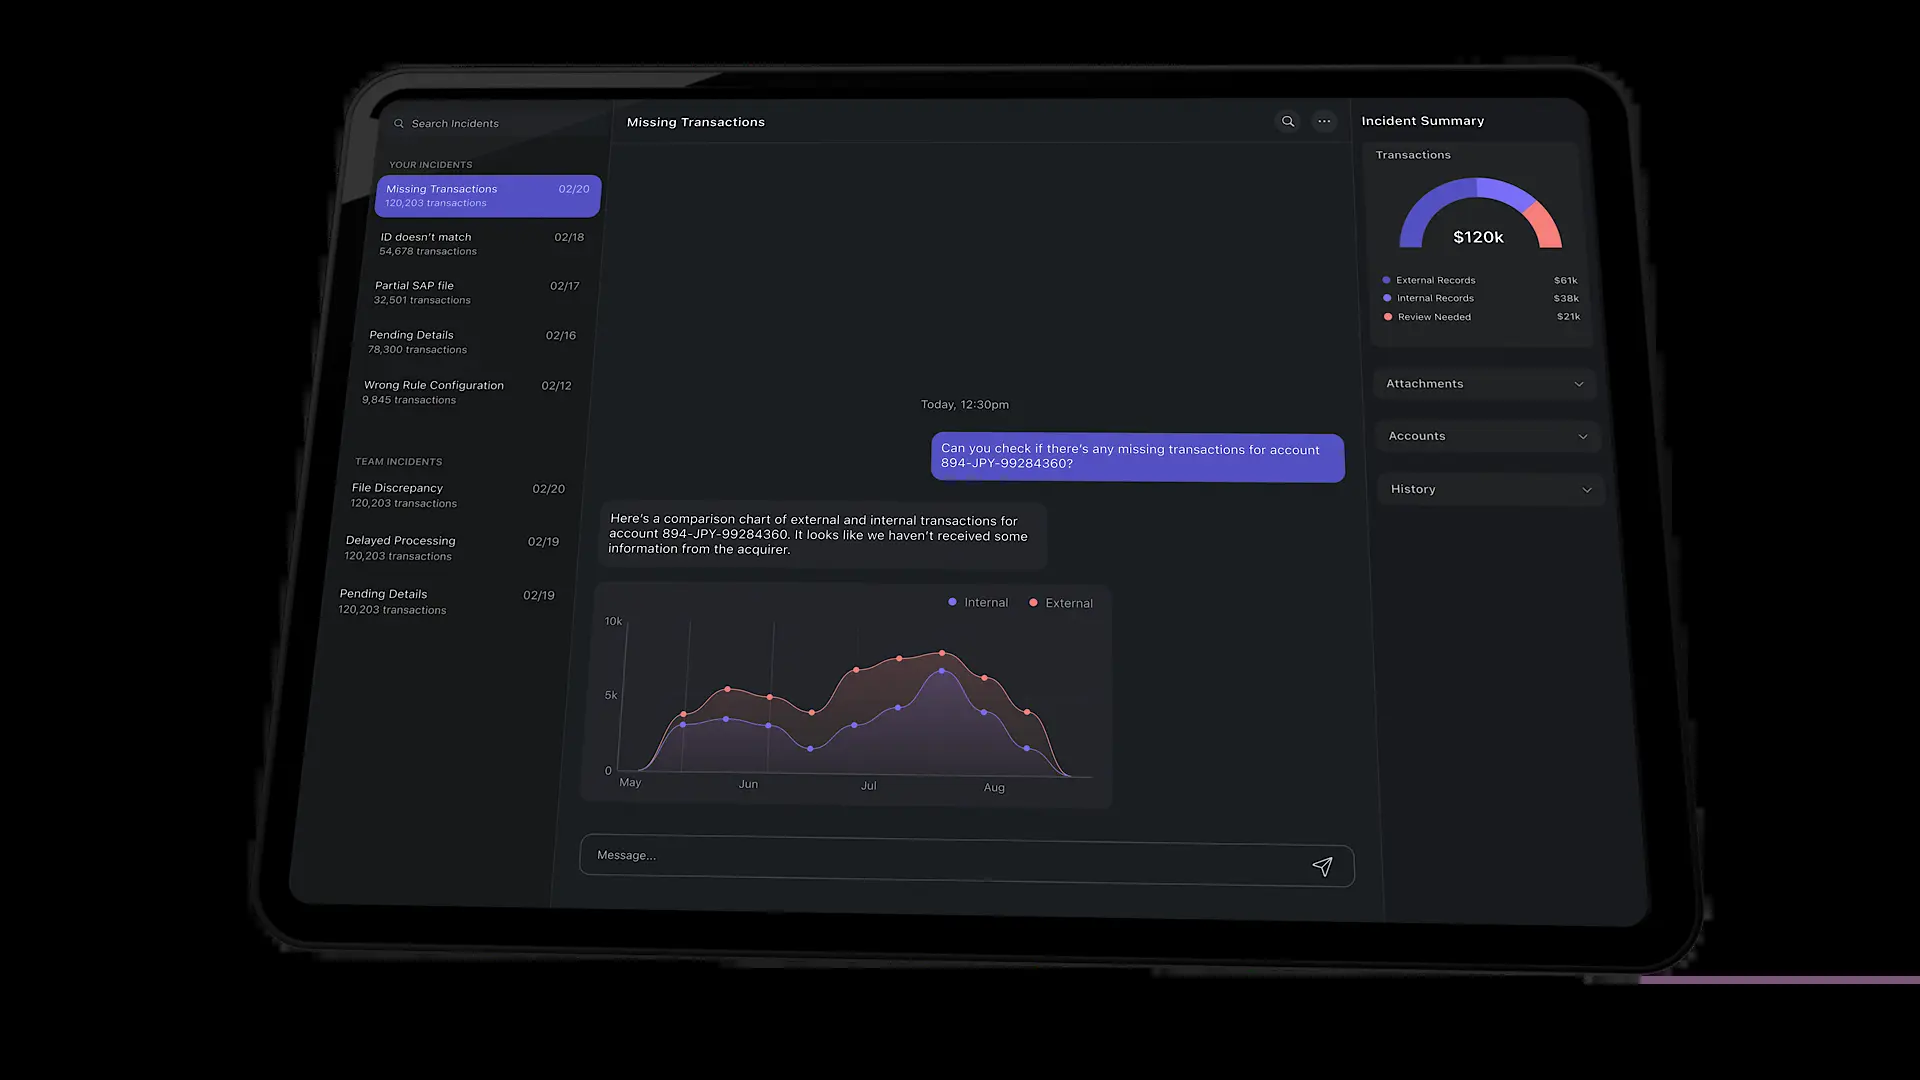 Search Incidents
YOUR INCIDENTS
Missing Transactions 02/20
120,203 transactions
ID doesn't match 02/18
54,678 transactions
Partial SAP file 02/17
32,501 transactions
Pending Details 02/16
78,300 transactions
Wrong Rule Configuration 02/12
9,845 transactions
TEAM INCIDENTS
File Discrepancy 02/20
120,203 transactions
Delayed Processing 02/19
120,203 transactions
Pending Details 02/19
120,203 transactions
Missing Transactions
Today, 12:30pm
Can you check if there's any missing transactions for account
894-JPY-99284360?
Here's a comparison chart of external and internal transactions for
account 894-JPY-99284360. It looks like we haven't received some
information from the acquirer.
Internal External
10k
5k
0
May Jun Jul Aug
Message...
Incident Summary
Transactions
$120k
External Records $61k
Internal Records $38k
Review Needed $21k
Attachments
Accounts
History